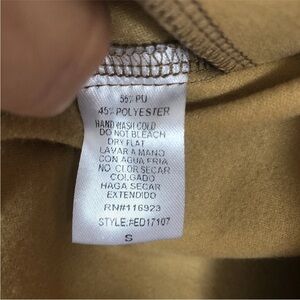 55% PU
45% POLYESTER
HAND WASH COLD
DO NOT BLEACH
DRY FLAT
LAVAR A MANO
CON AGUA FRIA
NO CLOR SECAR
COLGADO
HAGA SECAR
EXTENDIDO
RN#116923
STYLE:#ED17107
S